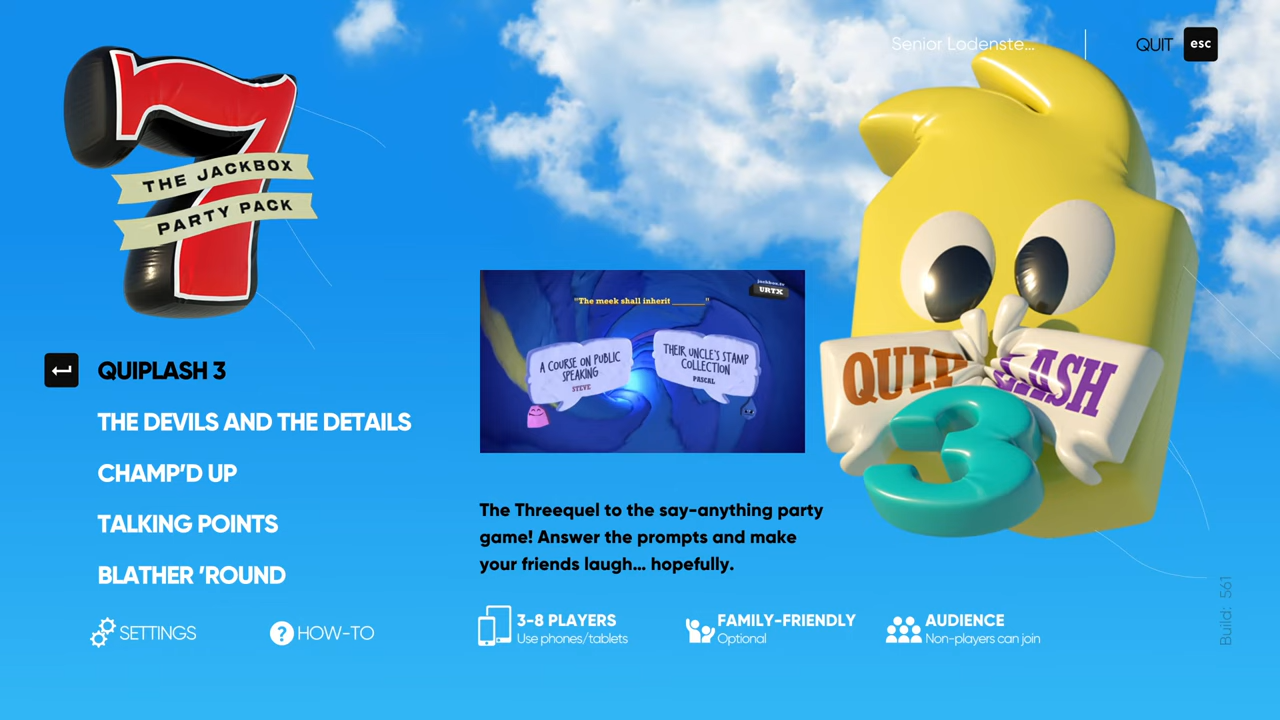 Senior Lodenste...
QUIT esc
7
THE JACKBOX
PARTY PACK
"The meek shall inherit ________"
jackbox.tv
URTX
A COURSE ON PUBLIC
SPEAKING
STEVE
THEIR UNCLE'S STAMP
COLLECTION
PASCAL
QUIPLASH
3
QUIPLASH 3
THE DEVILS AND THE DETAILS
CHAMP'D UP
TALKING POINTS
BLATHER 'ROUND
The Threequel to the say-anything party
game! Answer the prompts and make
your friends laugh... hopefully.
SETTINGS
? HOW-TO
3-8 PLAYERS
Use phones/tablets
FAMILY-FRIENDLY
Optional
AUDIENCE
Non-players can join
Build: 561